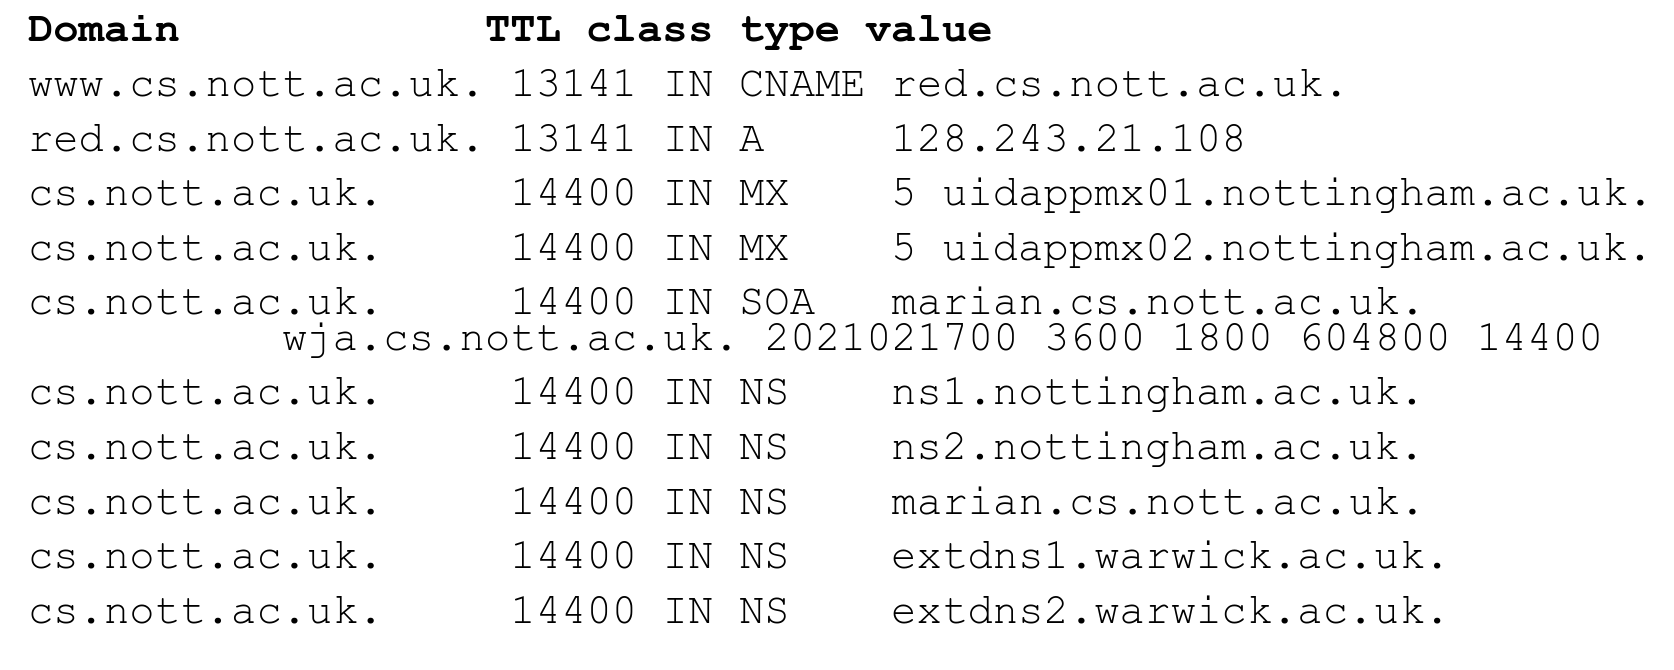 Domain TTL class type value
www.cs.nott.ac.uk. 13141 IN CNAME red.cs.nott.ac.uk.
red.cs.nott.ac.uk. 13141 IN A 128.243.21.108
cs.nott.ac.uk. 14400 IN MX 5 uidappmx01.nottingham.ac.uk.
cs.nott.ac.uk. 14400 IN MX 5 uidappmx02.nottingham.ac.uk.
cs.nott.ac.uk. 14400 IN SOA marian.cs.nott.ac.uk.
wja.cs.nott.ac.uk. 2021021700 3600 1800 604800 14400
cs.nott.ac.uk. 14400 IN NS ns1.nottingham.ac.uk.
cs.nott.ac.uk. 14400 IN NS ns2.nottingham.ac.uk.
cs.nott.ac.uk. 14400 IN NS marian.cs.nott.ac.uk.
cs.nott.ac.uk. 14400 IN NS extdns1.warwick.ac.uk.
cs.nott.ac.uk. 14400 IN NS extdns2.warwick.ac.uk.